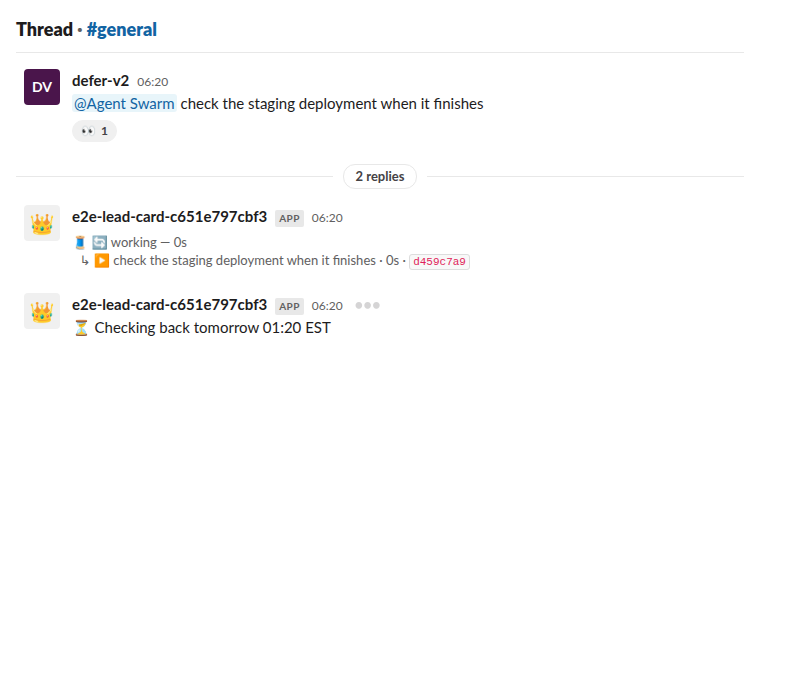 Thread • #general
DV
defer-v2 06:20
@Agent Swarm check the staging deployment when it finishes
👀 1
2 replies
e2e-lead-card-c651e797cbf3 APP 06:20
🧵 🔄 working — 0s
↳ ▶️ check the staging deployment when it finishes · 0s · d459c7a9
e2e-lead-card-c651e797cbf3 APP 06:20
⏳ Checking back tomorrow 01:20 EST